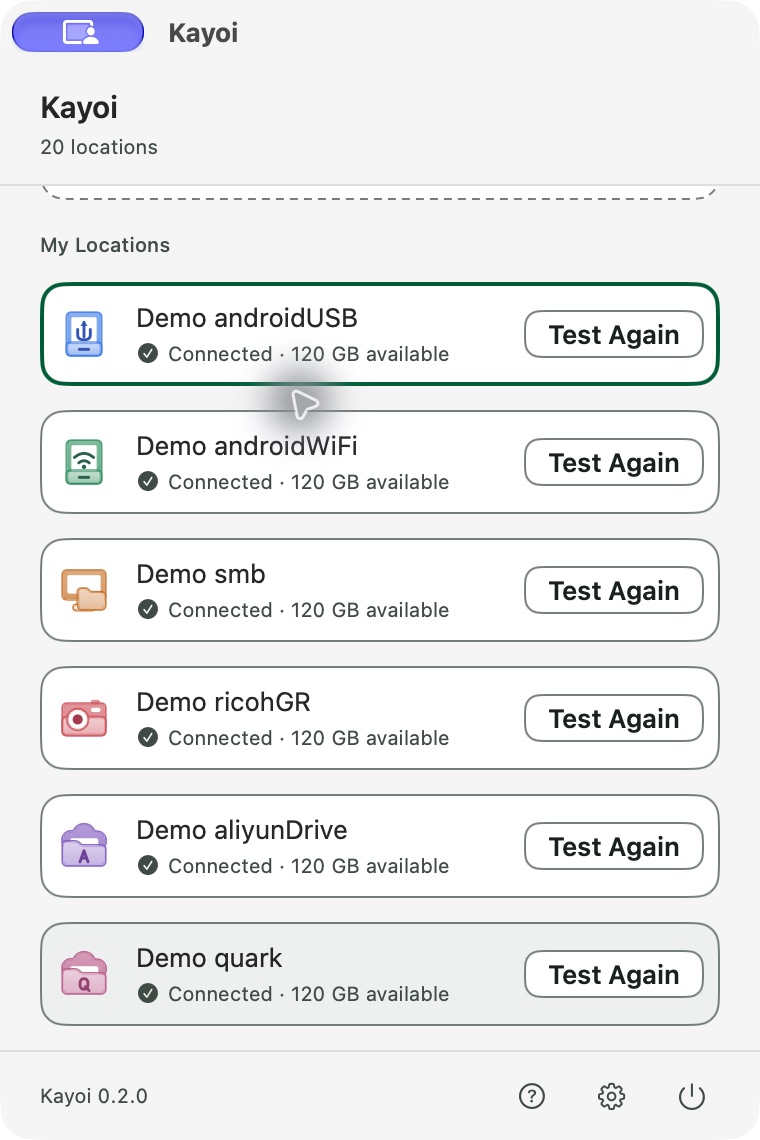 Kayoi
Kayoi
20 locations
My Locations
Demo androidUSB
Connected · 120 GB available
Test Again
Demo androidWiFi
Connected · 120 GB available
Test Again
Demo smb
Connected · 120 GB available
Test Again
Demo ricohGR
Connected · 120 GB available
Test Again
A
Demo aliyunDrive
Connected · 120 GB available
Test Again
Q
Demo quark
Connected · 120 GB available
Test Again
Kayoi 0.2.0
?